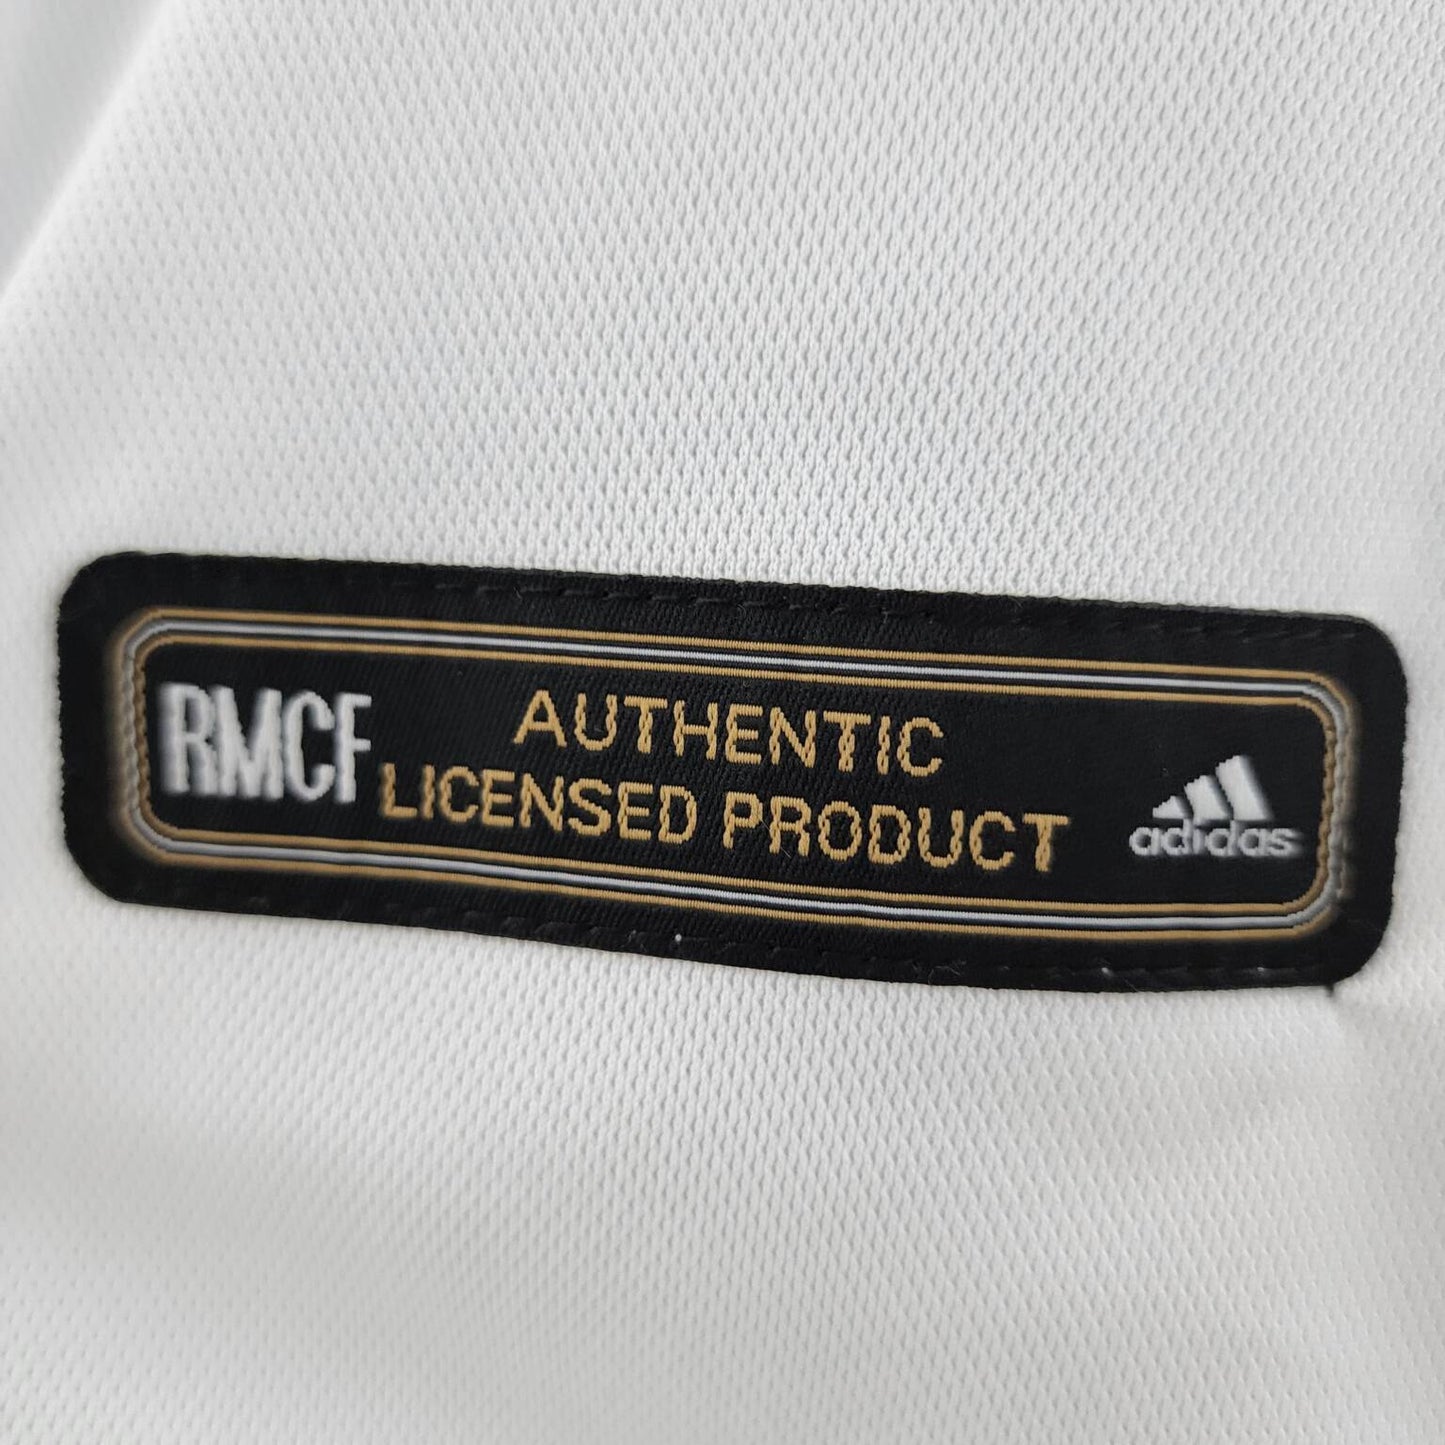 RMCF
AUTHENTIC
LICENSED PRODUCT
adidas